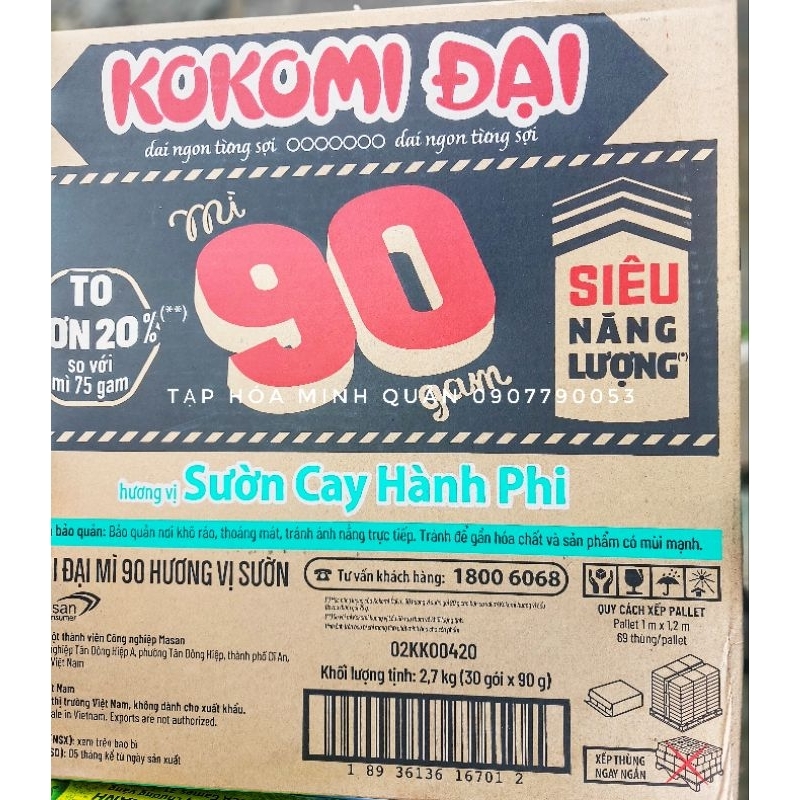 KOKOMI ĐẠI
dai ngon từng sợi OOOOOOO dai ngon từng sợi
mì
90
gam
TO
ƠN 20%(**)
so với
mì 75 gam
SIÊU
NĂNG
LƯỢNG(*)
TẠP HÓA MINH QUÂN 0907790053
hương vị Sườn Cay Hành Phi
bảo quản: Bảo quản nơi khô ráo, thoáng mát, tránh ánh nắng trực tiếp. Tránh để gần hóa chất và sản phẩm có mùi mạnh.
I ĐẠI MÌ 90 HƯƠNG VỊ SƯỜN
Tư vấn khách hàng: 1800 6068
san
onsumer
QUY CÁCH XẾP PALLET
Pallet 1 m x 1,2 m
69 thùng/pallet
ột thành viên Công nghiệp Masan
nghiệp Tân Đông Hiệp A, phường Tân Đông Hiệp, thành phố Dĩ An,
Việt Nam
02KK00420
Khối lượng tịnh: 2,7 kg (30 gói x 90 g)
t Nam
thị trường Việt Nam, không dành cho xuất khẩu.
ale in Vietnam. Exports are not authorized.
(NSX): xem trên bao bì
SD): 05 tháng kể từ ngày sản xuất
XẾP THÙNG
NGAY NGẮN
1 89 36136 16701 2